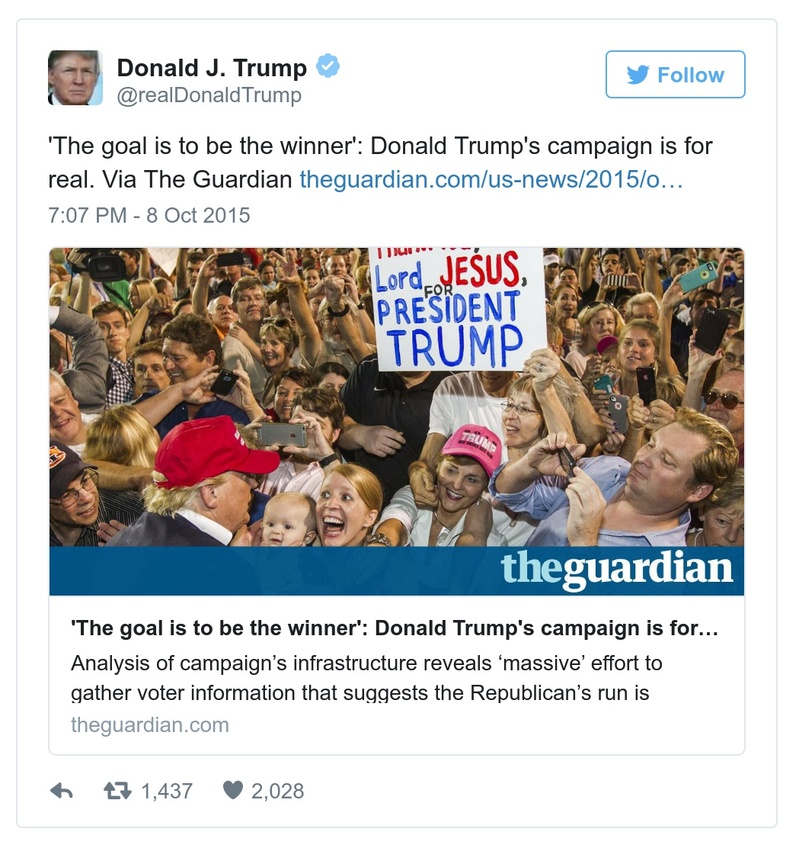 Donald J. Trump
@realDonaldTrump
Follow
'The goal is to be the winner': Donald Trump's campaign is for
real. Via The Guardian theguardian.com/us-news/2015/o…
7:07 PM - 8 Oct 2015
Lord JESUS,
FOR
PRESIDENT
TRUMP
TRUMP
theguardian
'The goal is to be the winner': Donald Trump's campaign is for…
Analysis of campaign’s infrastructure reveals ‘massive’ effort to
gather voter information that suggests the Republican’s run is
theguardian.com
1,437
2,028